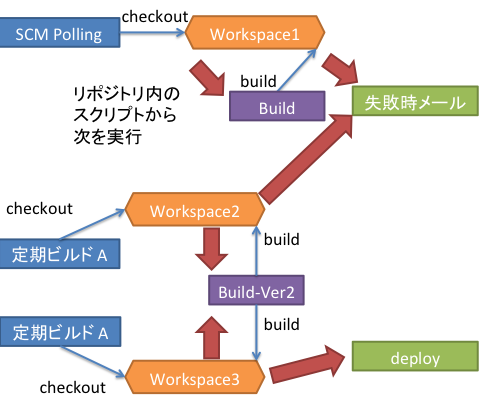 checkout
SCM Polling
Workspace1
build
リポジトリ内の
スクリプトから
次を実行
Build
失敗時メール
checkout
Workspace2
定期ビルド A
build
Build-Ver2
定期ビルド A
build
checkout
Workspace3
deploy